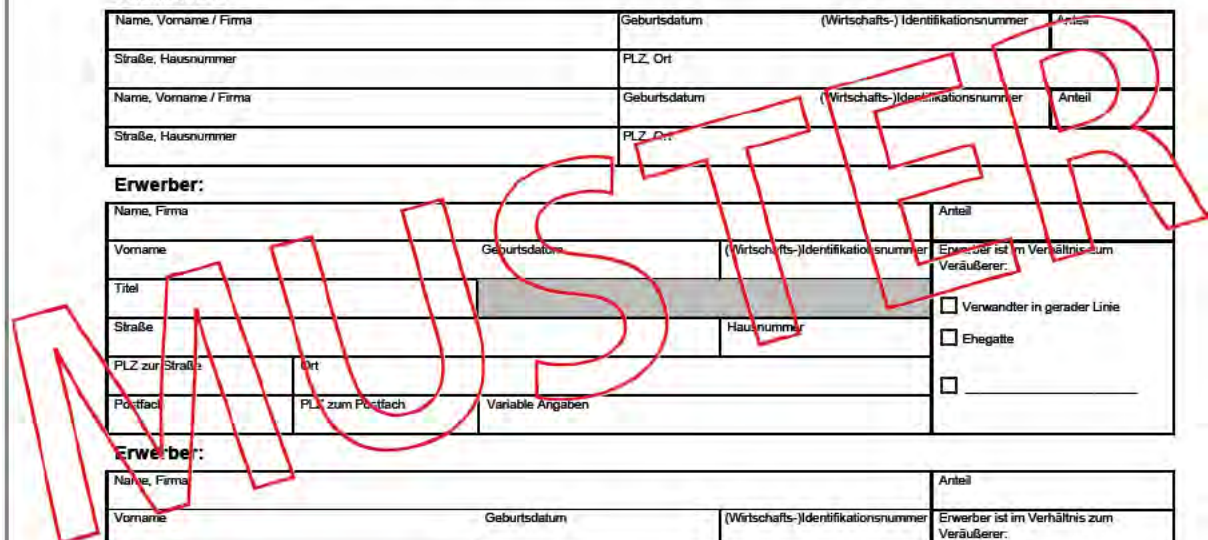 Name, Vorname / Firma Geburtsdatum (Wirtschafts-) Identifikationsnummer Anteil
Straße, Hausnummer PLZ, Ort
Name, Vorname / Firma Geburtsdatum (Wirtschafts-)Identifikationsnummer Anteil
Straße, Hausnummer PLZ, Ort
Erwerber:
Name, Firma Anteil
Vorname Geburtsdatum (Wirtschafts-)Identifikationsnummer Erwerber ist im Verhältnis zum
Veräußerer:
Titel
Verwandter in gerader Linie
Straße Hausnummer
Ehegatte
PLZ zur Straße Ort
Postfach PLZ zum Postfach Variable Angaben
Erwerber:
Name, Firma Anteil
Vorname Geburtsdatum (Wirtschafts-)Identifikationsnummer Erwerber ist im Verhältnis zum
Veräußerer:
MUSTER